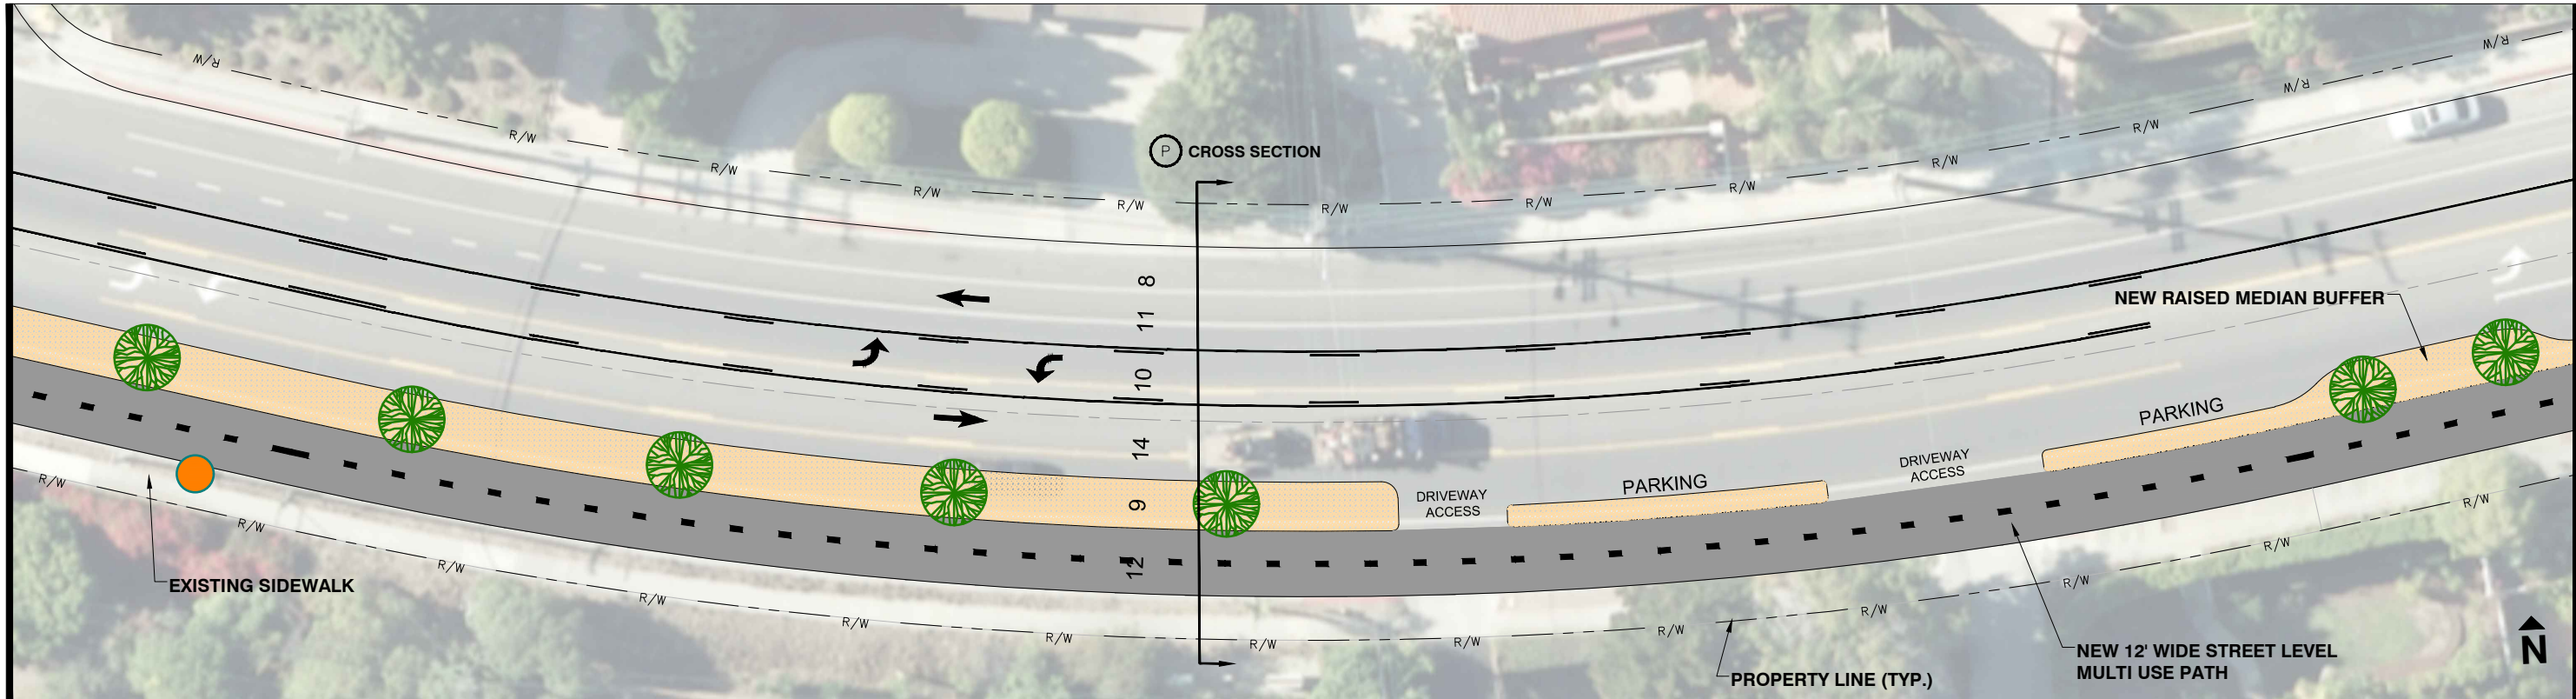 R/W
R/W
R/W
R/W
R/W
R/W
R/W
R/W
R/W
R/W
R/W
R/W
P CROSS SECTION
8
11
10
14
9
12
NEW RAISED MEDIAN BUFFER
PARKING
DRIVEWAY
ACCESS
PARKING
DRIVEWAY
ACCESS
R/W
R/W
R/W
R/W
R/W
R/W
R/W
R/W
R/W
R/W
R/W
R/W
R/W
EXISTING SIDEWALK
PROPERTY LINE (TYP.)
NEW 12' WIDE STREET LEVEL
MULTI USE PATH
N